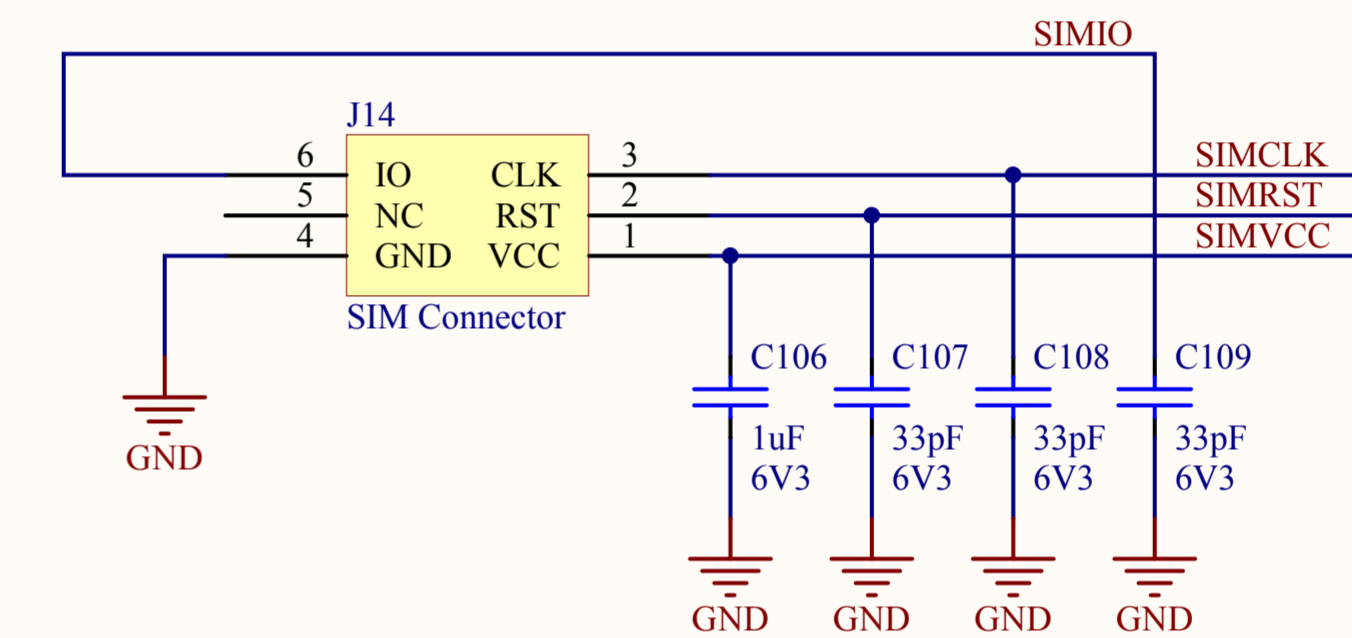 SIMIO
J14
6 IO CLK 3 SIMCLK
5 NC RST 2 SIMRST
4 GND VCC 1 SIMVCC
SIM Connector
C106 C107 C108 C109
1uF 33pF 33pF 33pF
6V3 6V3 6V3 6V3
GND
GND GND GND GND